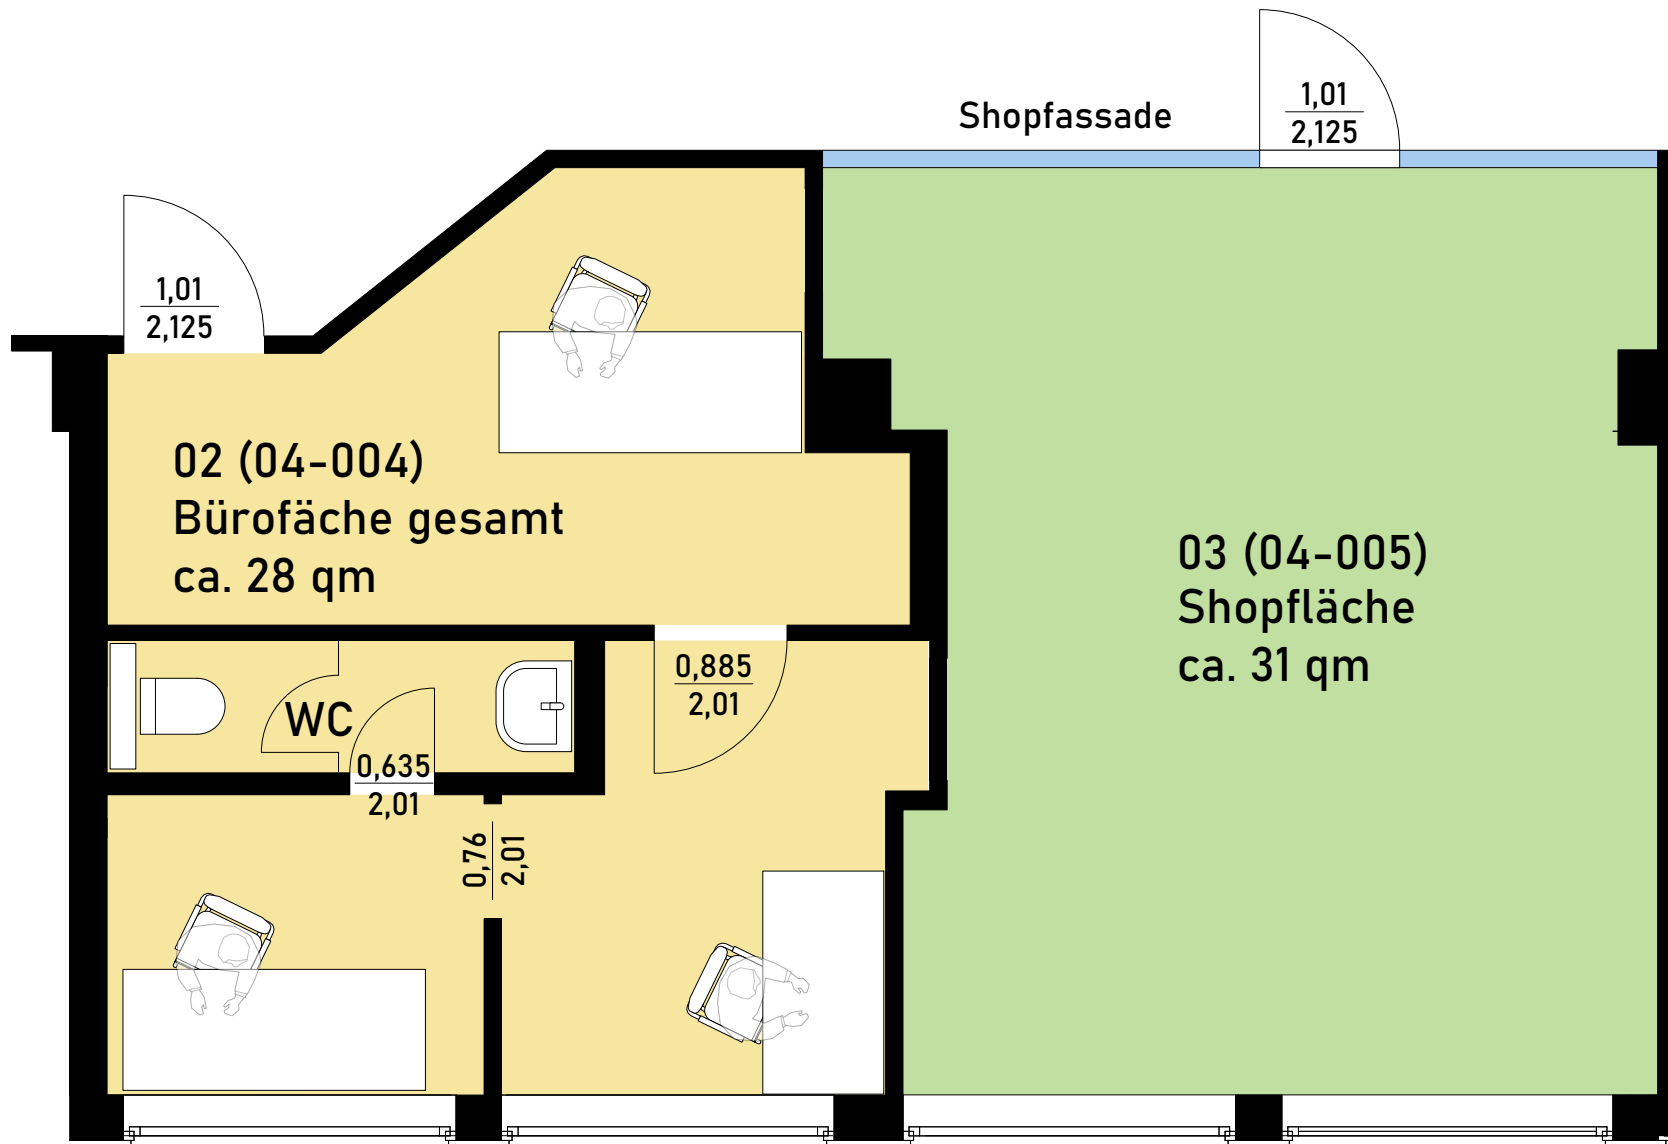 Shopfassade
1,01
2,125
1,01
2,125
02 (04-004)
Bürofäche gesamt
ca. 28 qm
03 (04-005)
Shopfläche
ca. 31 qm
0,885
2,01
WC
0,635
2,01
0,76
2,01